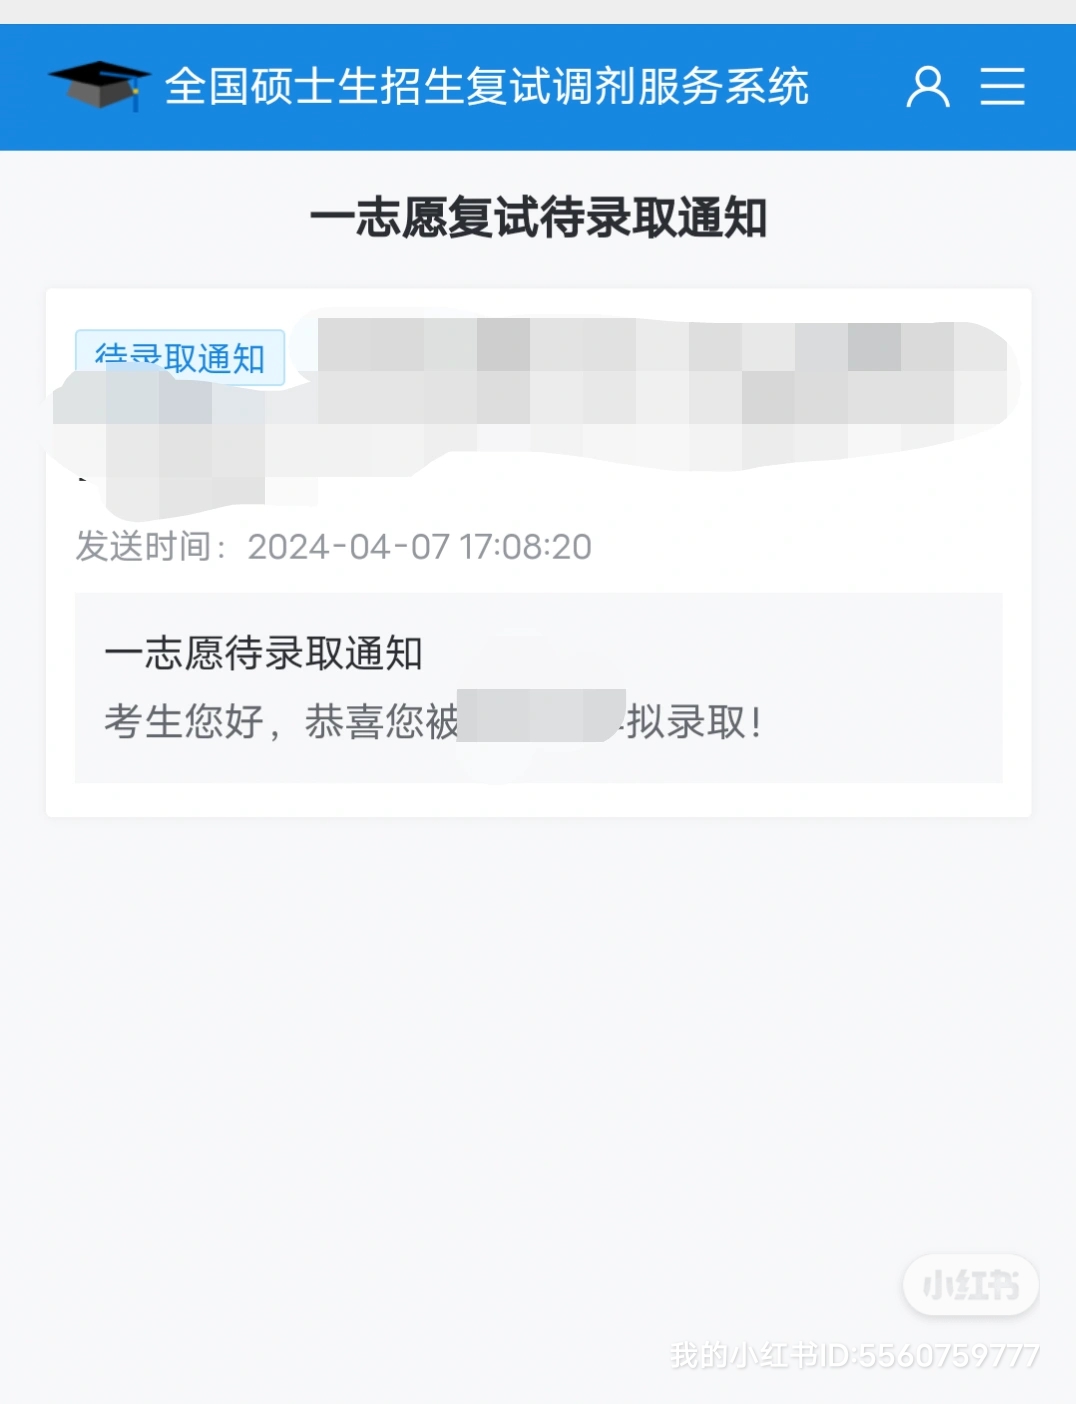 全国硕士生招生复试调剂服务系统
一志愿复试待录取通知
待录取通知
发送时间：2024-04-07 17:08:20
一志愿待录取通知
考生您好，恭喜您被拟录取！
小红书
我的小红书ID:5560759777